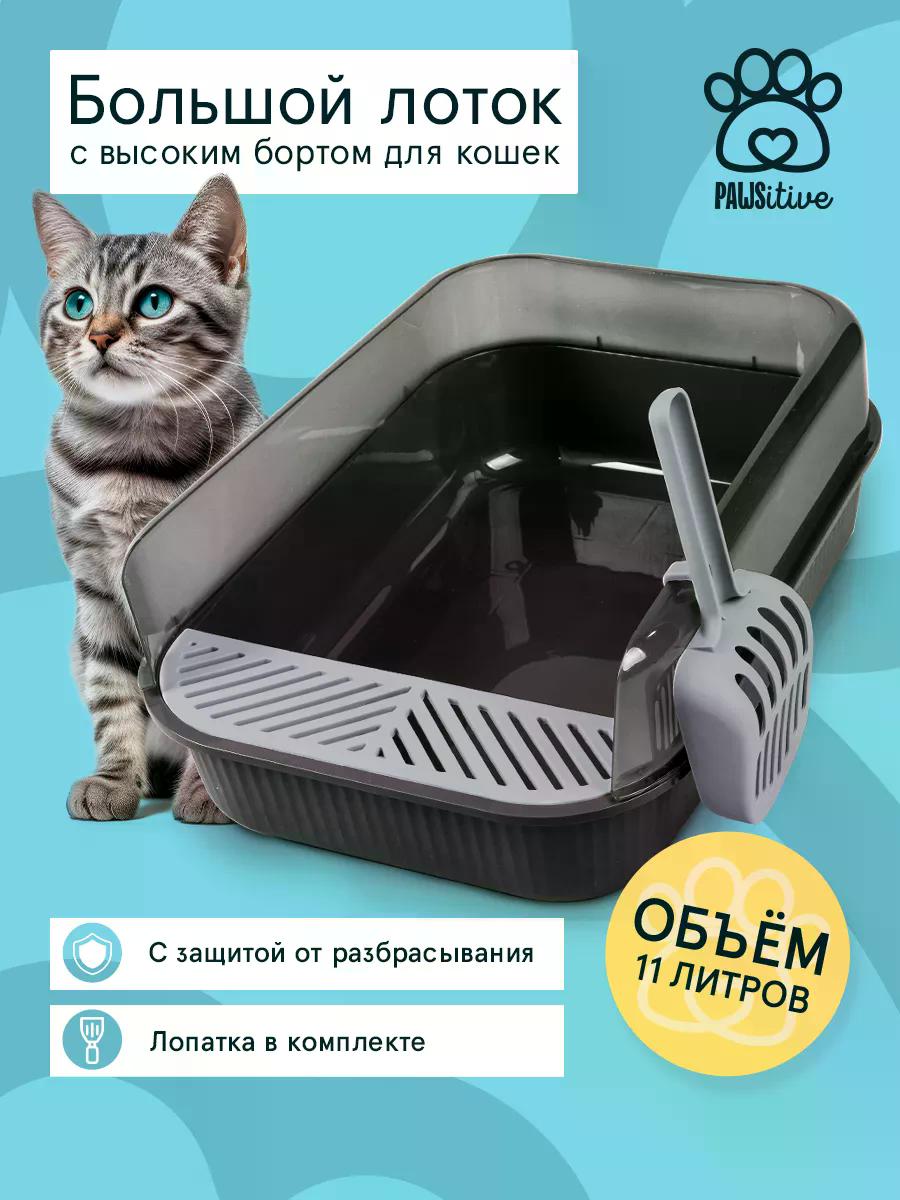 Большой лоток
с высоким бортом для кошек
PAWSitive
С защитой от разбрасывания
Лопатка в комплекте
ОБЪЁМ
11 ЛИТРОВ